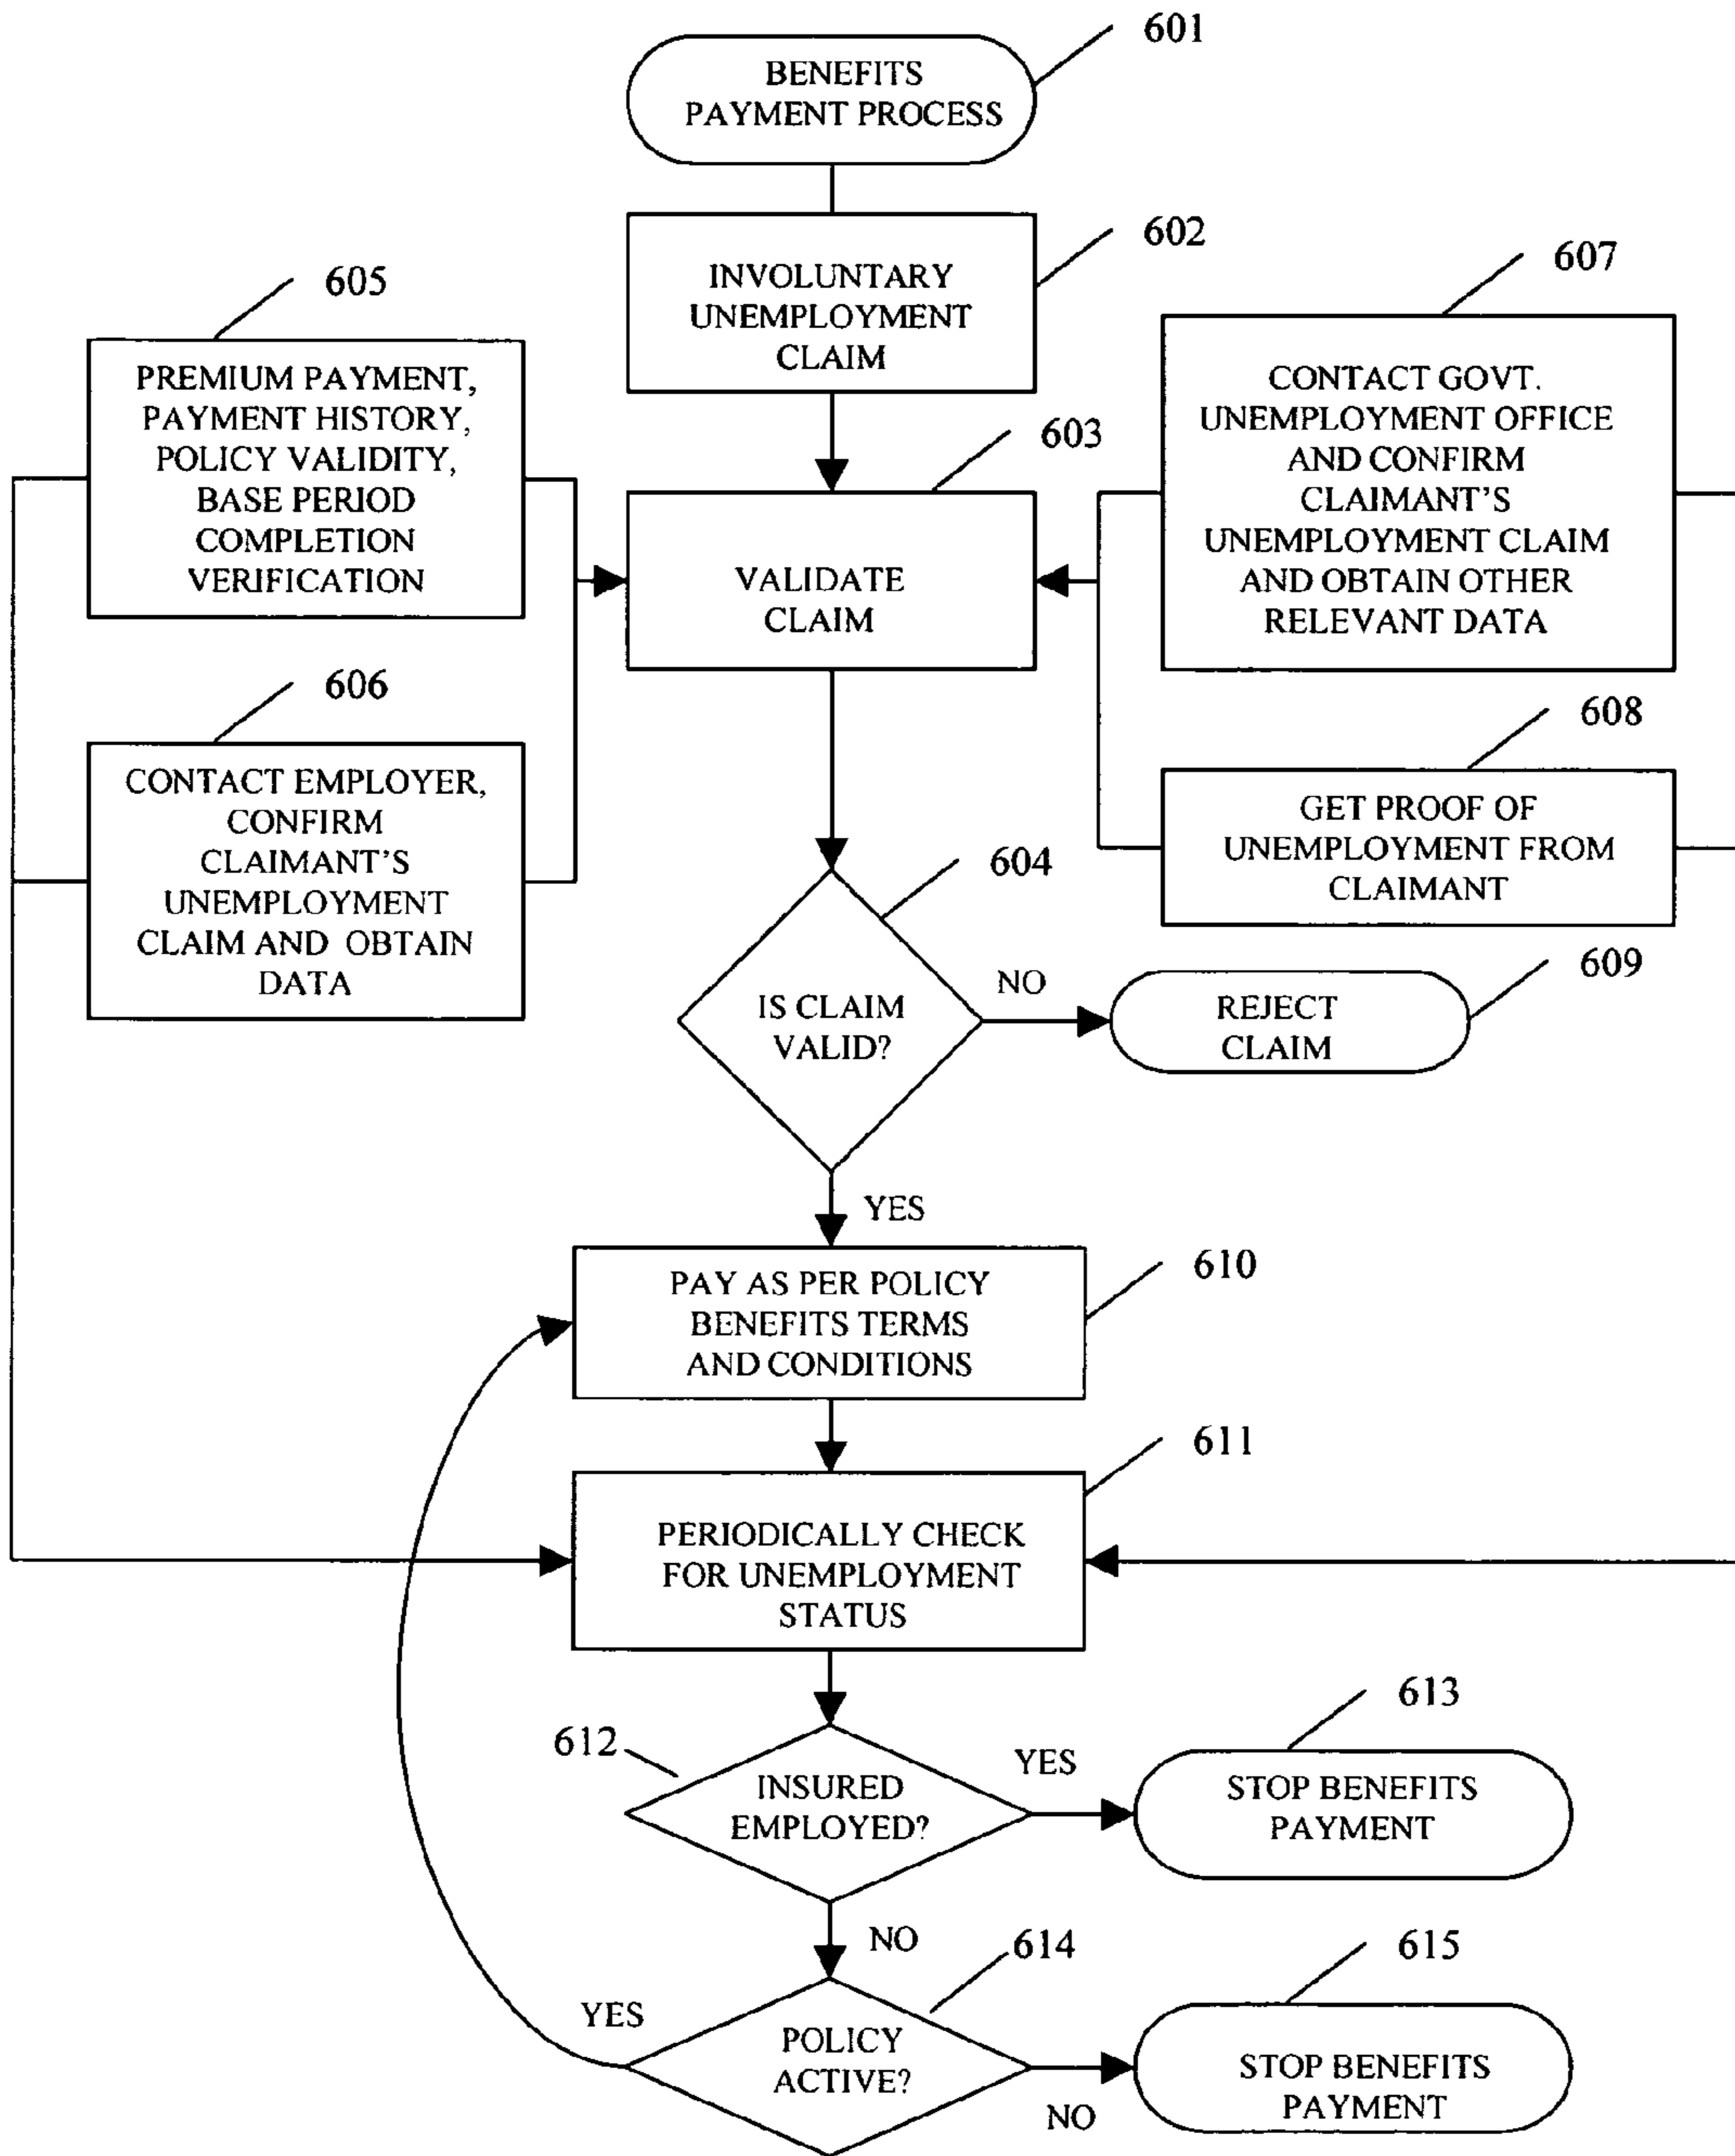 601
BENEFITS
PAYMENT PROCESS
602
INVOLUNTARY
UNEMPLOYMENT
CLAIM
605
PREMIUM PAYMENT,
PAYMENT HISTORY,
POLICY VALIDITY,
BASE PERIOD
COMPLETION
VERIFICATION
607
CONTACT GOVT.
UNEMPLOYMENT OFFICE
AND CONFIRM
CLAIMANT'S
UNEMPLOYMENT CLAIM
AND OBTAIN OTHER
RELEVANT DATA
603
VALIDATE
CLAIM
606
CONTACT EMPLOYER,
CONFIRM
CLAIMANT'S
UNEMPLOYMENT
CLAIM AND OBTAIN
DATA
608
GET PROOF OF
UNEMPLOYMENT FROM
CLAIMANT
604
IS CLAIM
VALID?
NO
609
REJECT
CLAIM
YES
610
PAY AS PER POLICY
BENEFITS TERMS
AND CONDITIONS
611
PERIODICALLY CHECK
FOR UNEMPLOYMENT
STATUS
612
INSURED
EMPLOYED?
YES
613
STOP BENEFITS
PAYMENT
NO
614
POLICY
ACTIVE?
YES
NO
615
STOP BENEFITS
PAYMENT